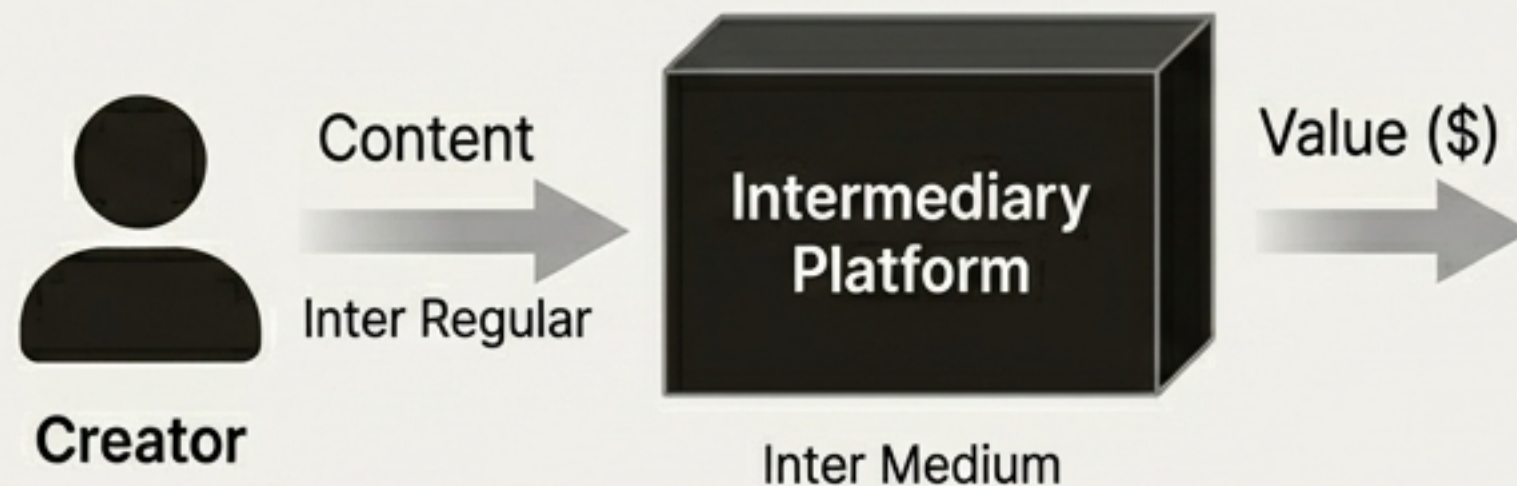 Content
Inter Regular
Creator
Intermediary
Platform
Inter Medium
Value ($)